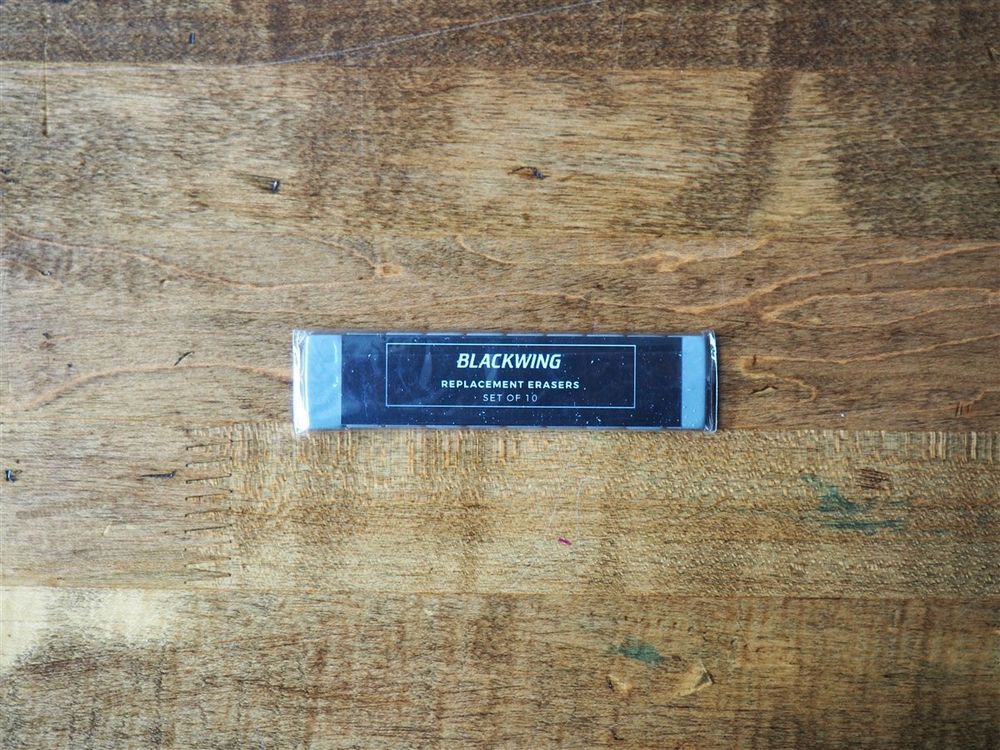 BLACKWING
REPLACEMENT ERASERS
SET OF 10